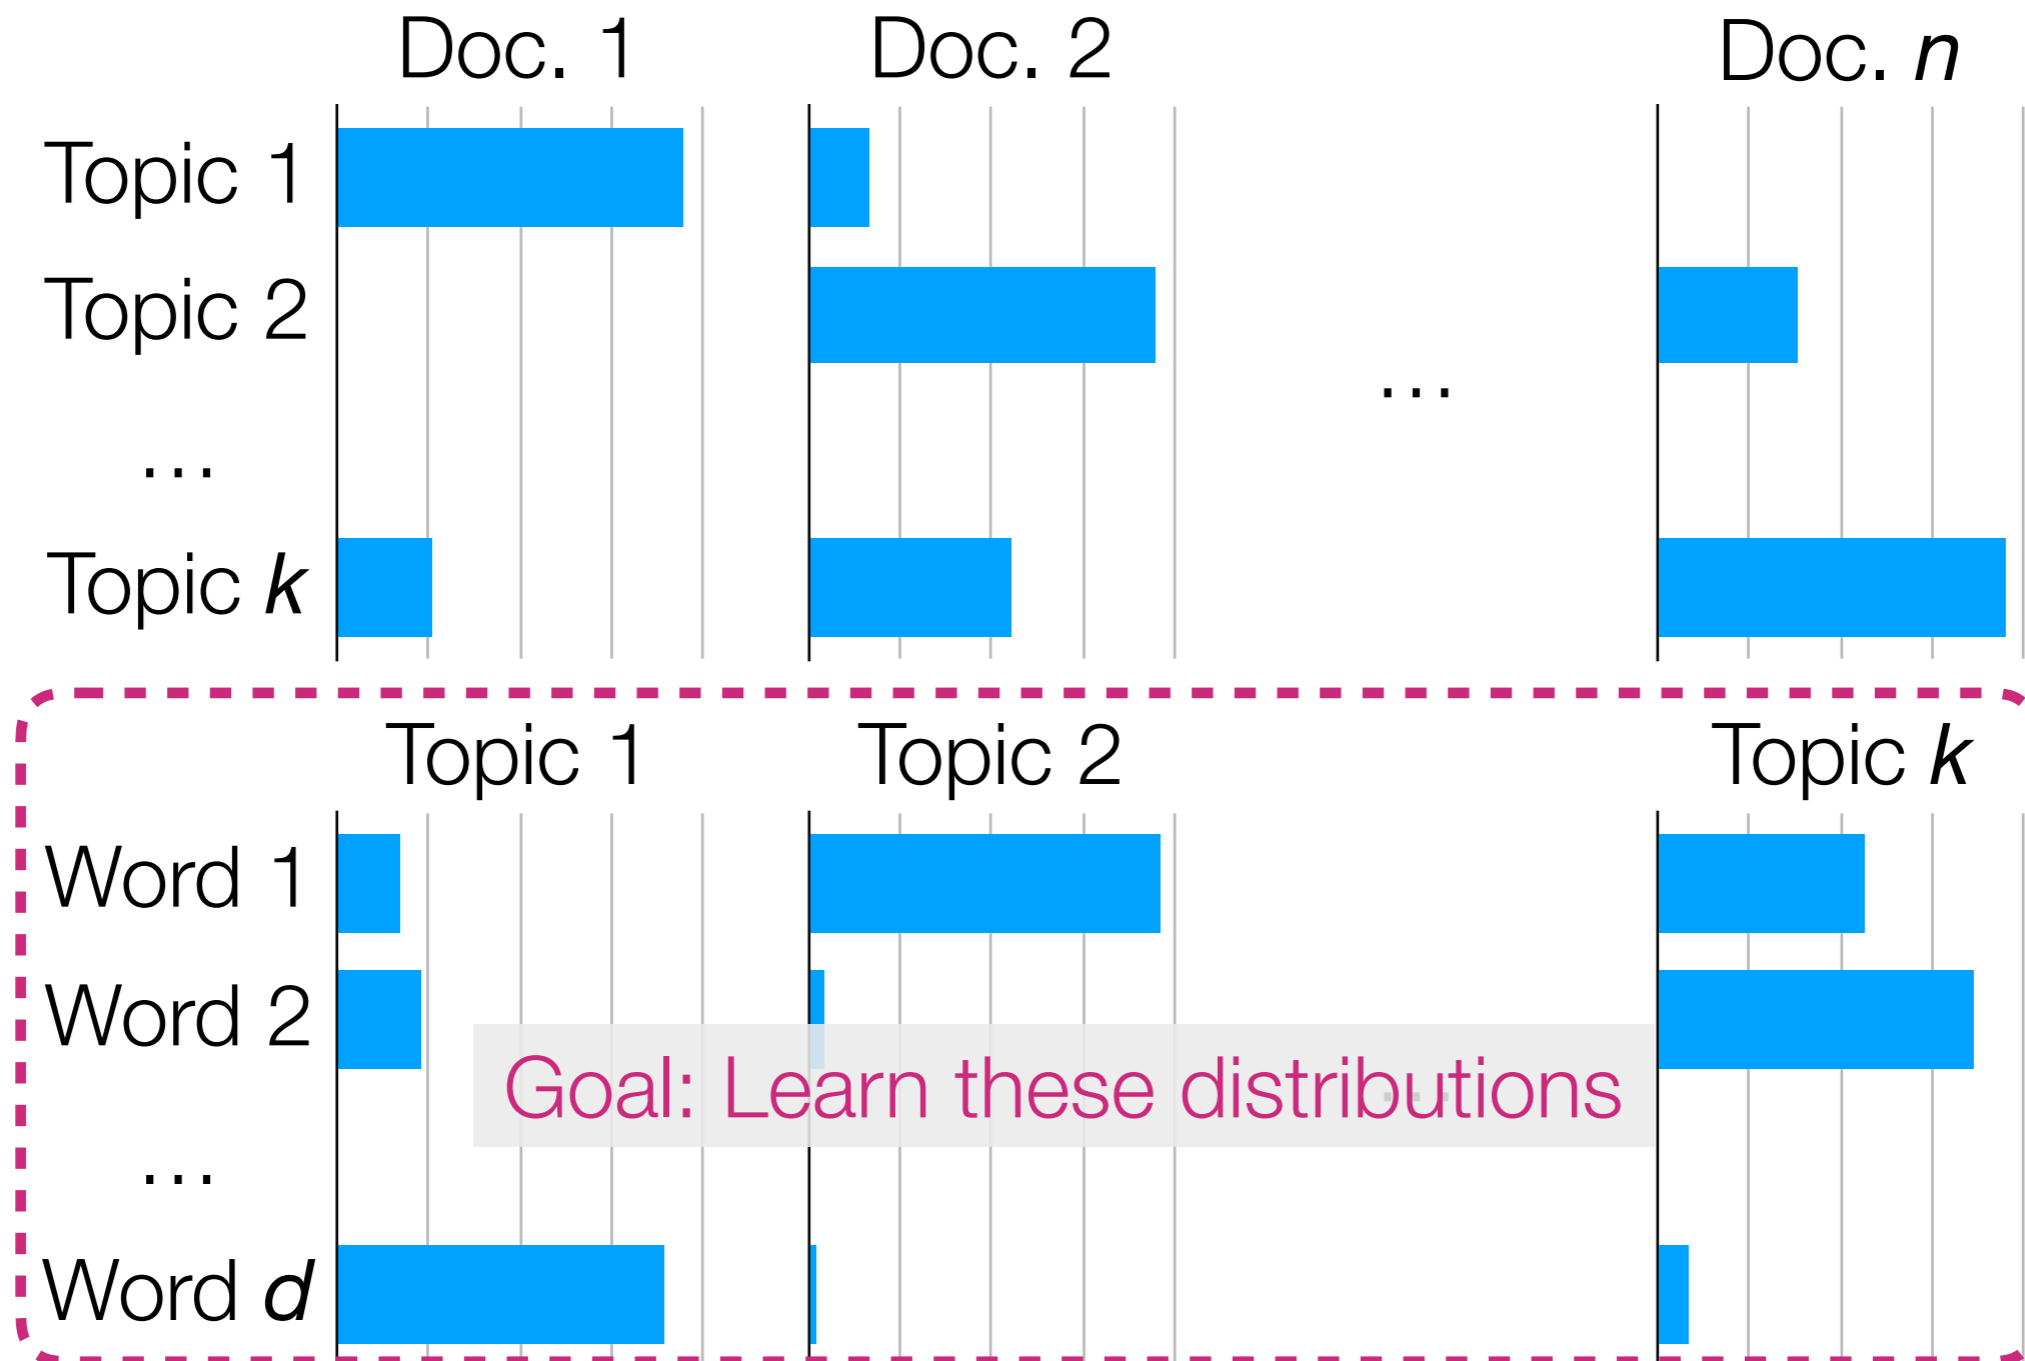 Doc. 1 Doc. 2 Doc. n
Topic 1
Topic 2
...
...
Topic k
Topic 1 Topic 2 Topic k
Word 1
Word 2
Goal: Learn these distributions
...
...
Word d